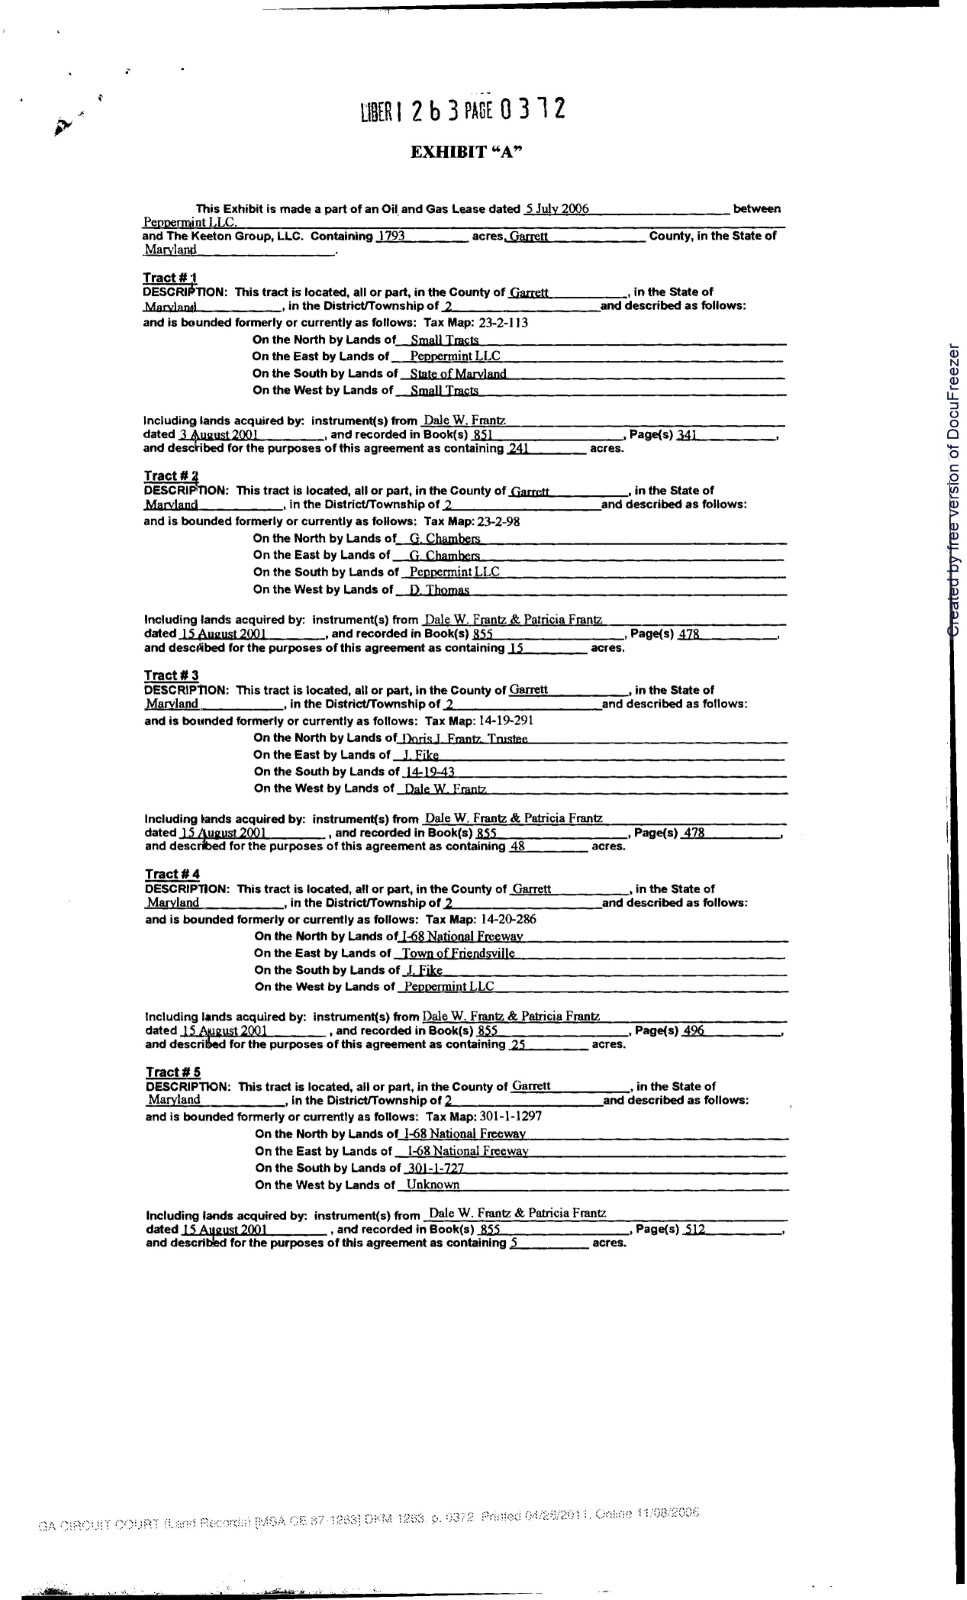 LIBER 1 2 6 3 PAGE 0 3 7 2
EXHIBIT “A”
This Exhibit is made a part of an Oil and Gas Lease dated 5 July 2006 between
Peppermint LLC.
and The Keeton Group, LLC. Containing 1793 acres, Garrett County, in the State of
Maryland.
Tract # 1
DESCRIPTION: This tract is located, all or part, in the County of Garrett, in the State of
Maryland, in the District/Township of 2 and described as follows:
and is bounded formerly or currently as follows: Tax Map: 23-2-113
On the North by Lands of Small Tracts
On the East by Lands of Peppermint LLC
On the South by Lands of State of Maryland
On the West by Lands of Small Tracts
Including lands acquired by: instrument(s) from Dale W. Frantz
dated 3 August 2001, and recorded in Book(s) 851, Page(s) 341,
and described for the purposes of this agreement as containing 241 acres.
Tract # 2
DESCRIPTION: This tract is located, all or part, in the County of Garrett, in the State of
Maryland, in the District/Township of 2 and described as follows:
and is bounded formerly or currently as follows: Tax Map: 23-2-98
On the North by Lands of G. Chambers
On the East by Lands of G. Chambers
On the South by Lands of Peppermint LLC
On the West by Lands of D. Thomas
Including lands acquired by: instrument(s) from Dale W. Frantz & Patricia Frantz
dated 15 August 2001, and recorded in Book(s) 855, Page(s) 478,
and described for the purposes of this agreement as containing 15 acres.
Tract # 3
DESCRIPTION: This tract is located, all or part, in the County of Garrett, in the State of
Maryland, in the District/Township of 2 and described as follows:
and is bounded formerly or currently as follows: Tax Map: 14-19-291
On the North by Lands of Doris J. Frantz, Trustee
On the East by Lands of J. Fike
On the South by Lands of 14-19-43
On the West by Lands of Dale W. Frantz
Including lands acquired by: instrument(s) from Dale W. Frantz & Patricia Frantz
dated 15 August 2001, and recorded in Book(s) 855, Page(s) 478,
and described for the purposes of this agreement as containing 48 acres.
Tract # 4
DESCRIPTION: This tract is located, all or part, in the County of Garrett, in the State of
Maryland, in the District/Township of 2 and described as follows:
and is bounded formerly or currently as follows: Tax Map: 14-20-286
On the North by Lands of I-68 National Freeway
On the East by Lands of Town of Friendsville
On the South by Lands of J. Fike
On the West by Lands of Peppermint LLC
Including lands acquired by: instrument(s) from Dale W. Frantz & Patricia Frantz
dated 15 August 2001, and recorded in Book(s) 855, Page(s) 496,
and described for the purposes of this agreement as containing 25 acres.
Tract # 5
DESCRIPTION: This tract is located, all or part, in the County of Garrett, in the State of
Maryland, in the District/Township of 2 and described as follows:
and is bounded formerly or currently as follows: Tax Map: 301-1-1297
On the North by Lands of I-68 National Freeway
On the East by Lands of I-68 National Freeway
On the South by Lands of 301-1-727
On the West by Lands of Unknown
Including lands acquired by: instrument(s) from Dale W. Frantz & Patricia Frantz
dated 15 August 2001, and recorded in Book(s) 855, Page(s) 512,
and described for the purposes of this agreement as containing 5 acres.
GA CIRCUIT COURT (Land Records) [MSA CE 87-1263] DKM 1263, p. 0372. Printed 04/26/2011. Online 11/08/2006.
Created by free version of DocuFreezer